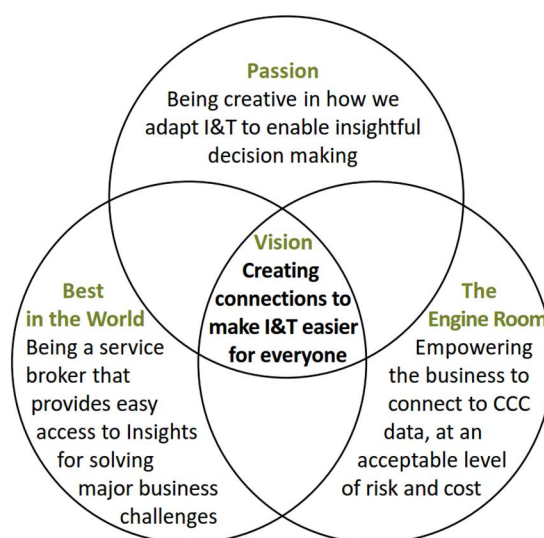 Passion
Being creative in how we
adapt I&T to enable insightful
decision making
Vision
Creating
connections to
make I&T easier
for everyone
Best
in the World
Being a service
broker that
provides easy
access to Insights
for solving
major business
challenges
The
Engine Room
Empowering
the business to
connect to CCC
data, at an
acceptable level
of risk and cost